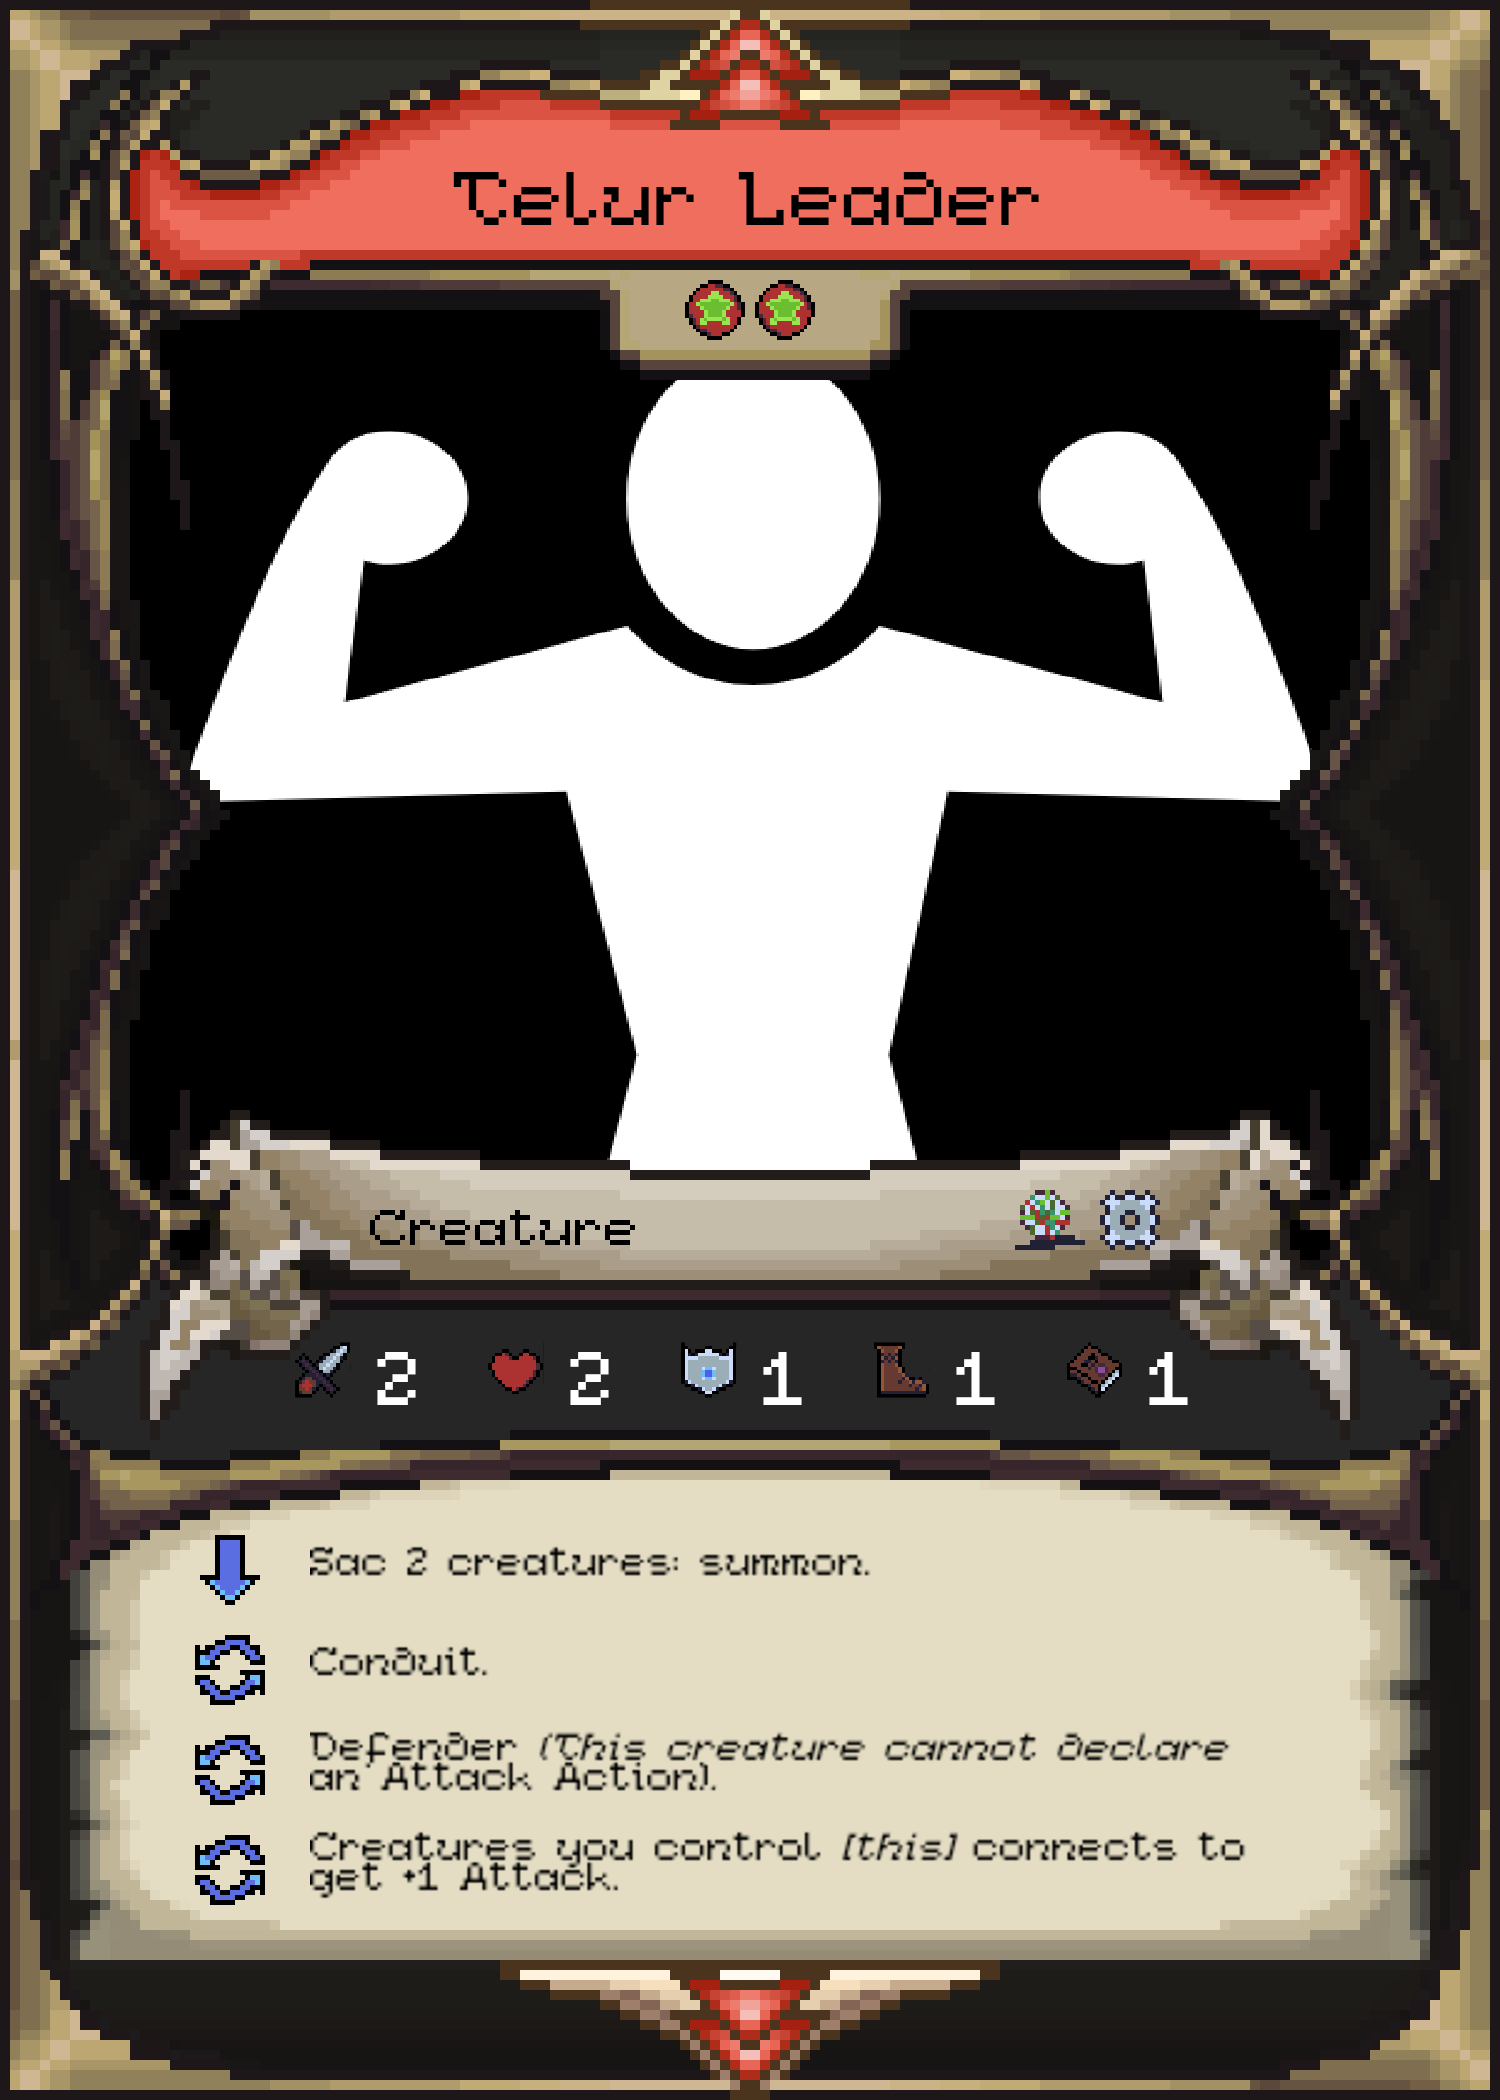 Telur Leader
Creature
2 2 1 1 1
Sac 2 creatures: summon.
Conduit.
Defender (This creature cannot declare
an Attack Action).
Creatures you control [this] connects to
get +1 Attack.